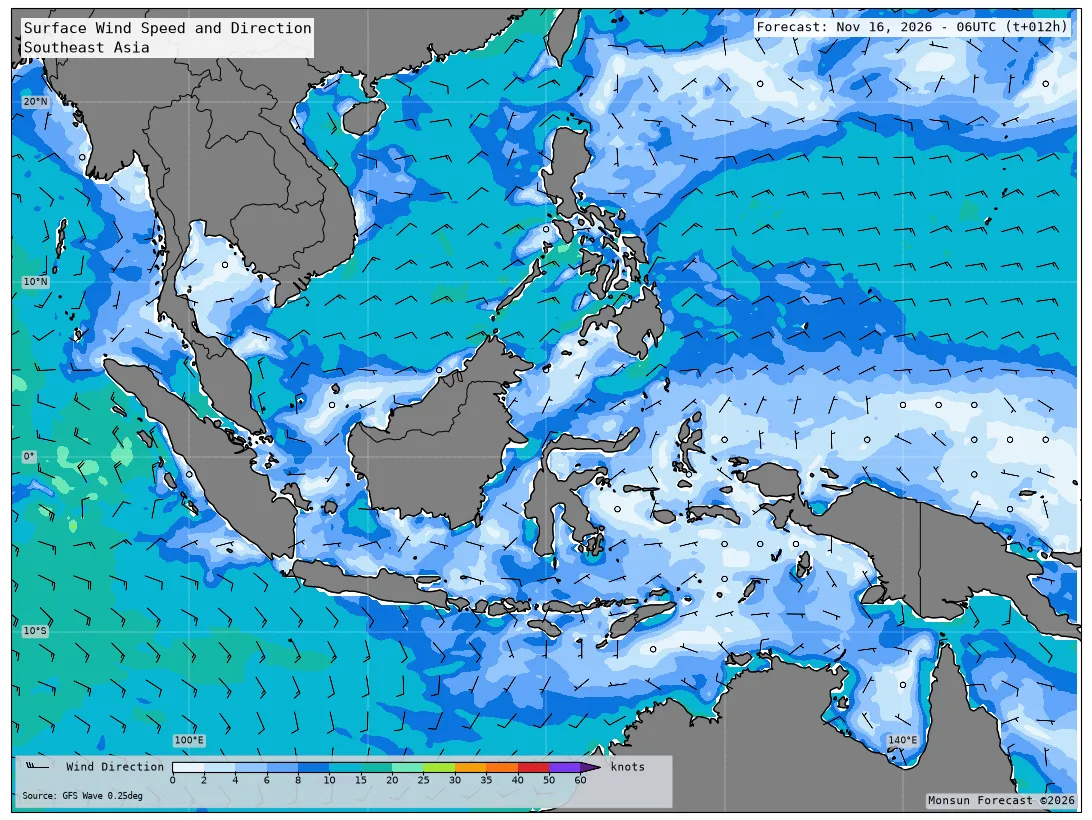 Surface Wind Speed and Direction
Southeast Asia
Forecast: Nov 16, 2026 - 06UTC (t+012h)
20°N
10°N
0°
10°S
100°E
140°E
Wind Direction
0 2 4 6 8 10 15 20 25 30 35 40 50 60
knots
Source: GFS Wave 0.25deg
Monsun Forecast ©2026